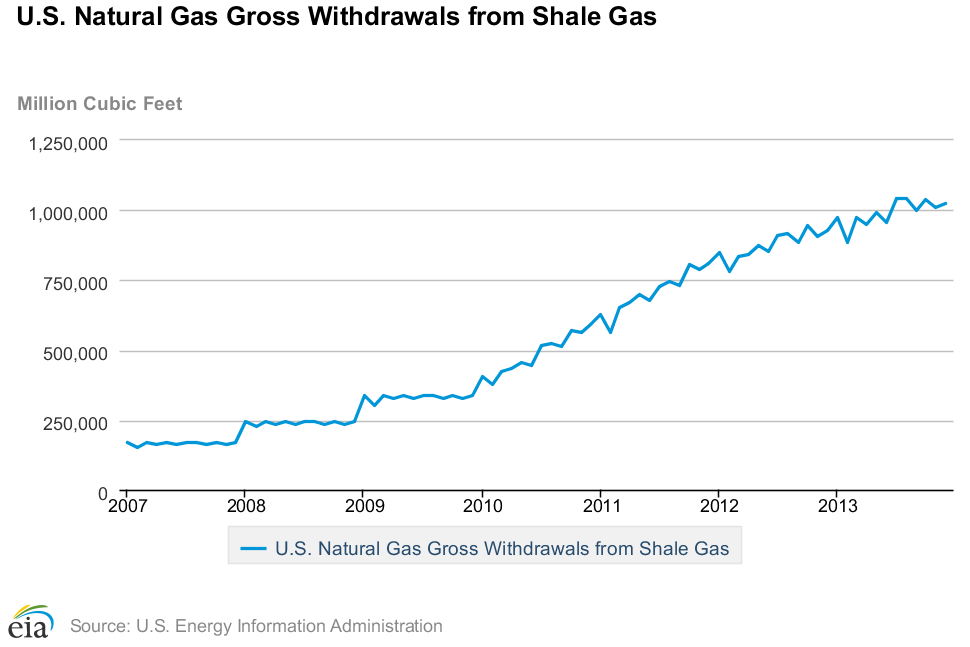 U.S. Natural Gas Gross Withdrawals from Shale Gas
Million Cubic Feet
1,250,000
1,000,000
750,000
500,000
250,000
0
2007 2008 2009 2010 2011 2012 2013
U.S. Natural Gas Gross Withdrawals from Shale Gas
eia Source: U.S. Energy Information Administration